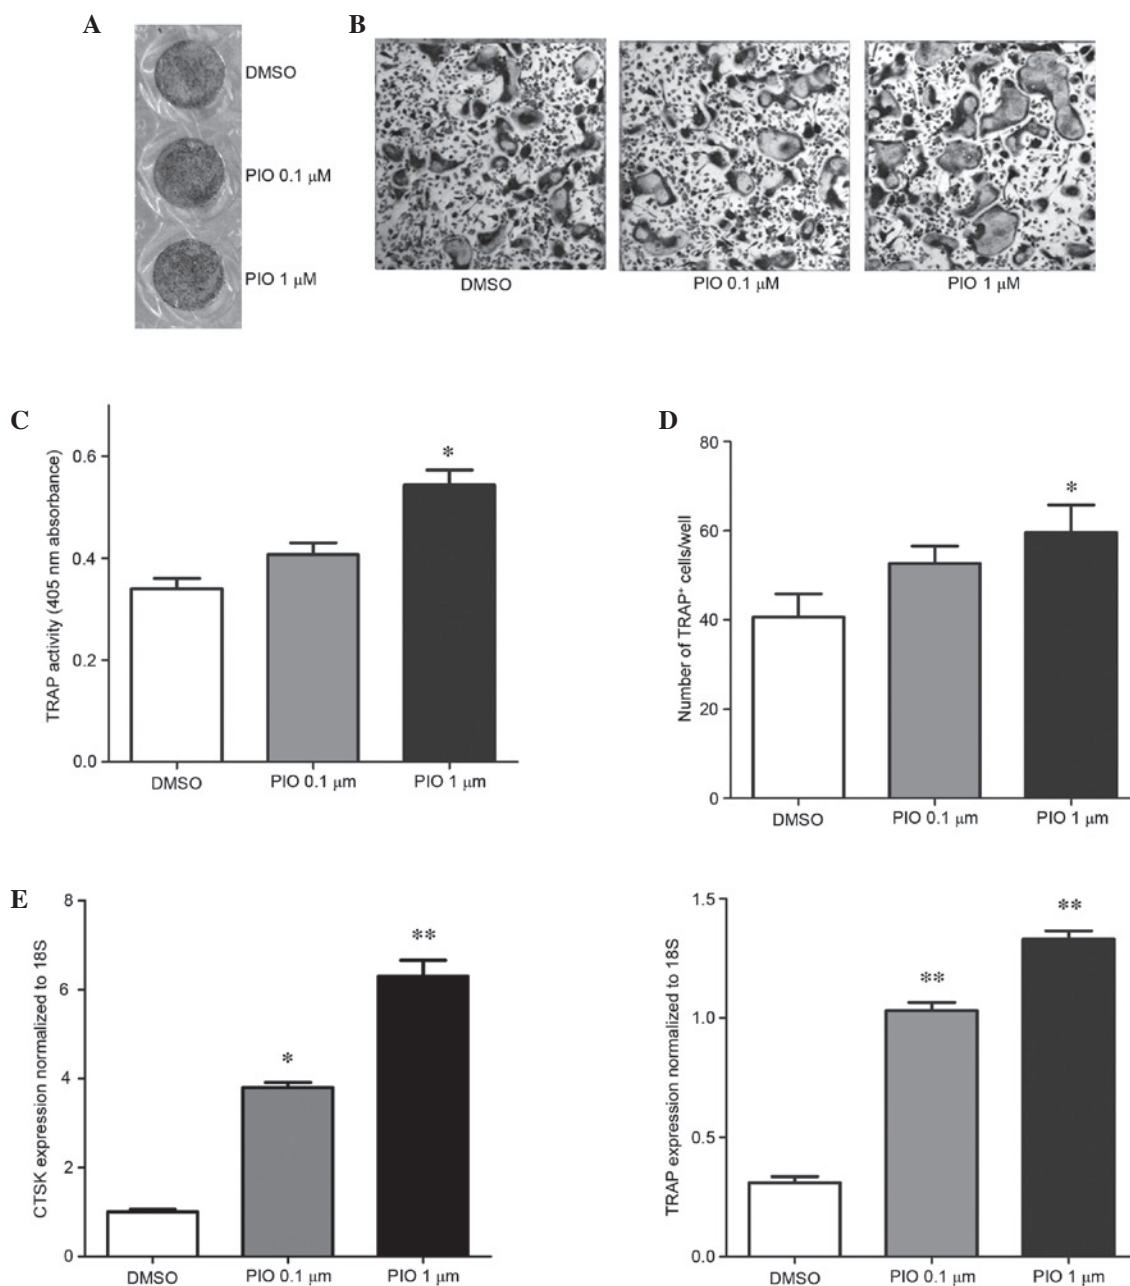 A
DMSO
PIO 0.1 μM
PIO 1 μM
B
DMSO
PIO 0.1 μM
PIO 1 μM
C
TRAP activity (405 nm absorbance)
0.6
0.4
0.2
0.0
*
DMSO
PIO 0.1 μm
PIO 1 μm
D
Number of TRAP⁺ cells/well
80
60
40
20
0
*
DMSO
PIO 0.1 μm
PIO 1 μm
E
CTSK expression normalized to 18S
8
6
4
2
0
*
**
DMSO
PIO 0.1 μm
PIO 1 μm
TRAP expression normalized to 18S
1.5
1.0
0.5
0.0
**
**
DMSO
PIO 0.1 μm
PIO 1 μm